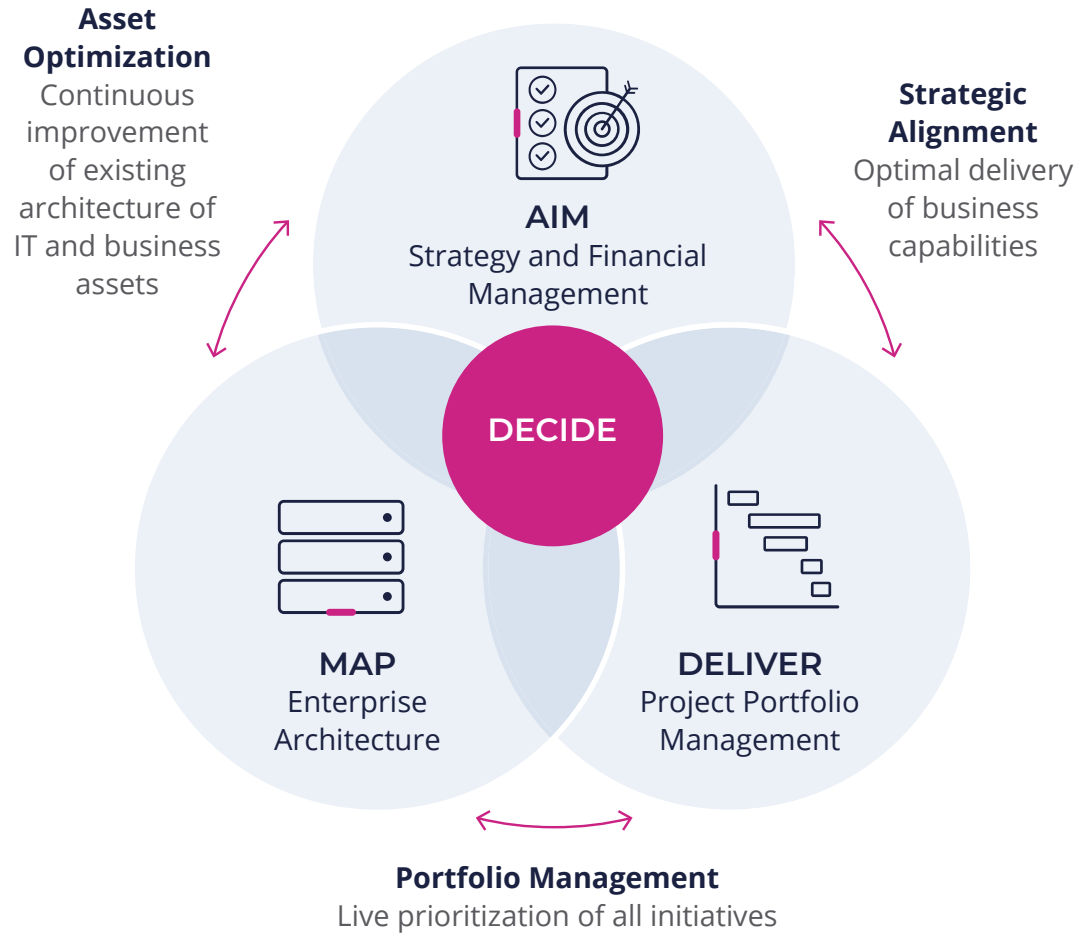 Asset
Optimization
Continuous
improvement
of existing
architecture of
IT and business
assets
Strategic
Alignment
Optimal delivery
of business
capabilities
AIM
Strategy and Financial
Management
DECIDE
MAP
Enterprise
Architecture
DELIVER
Project Portfolio
Management
Portfolio Management
Live prioritization of all initiatives